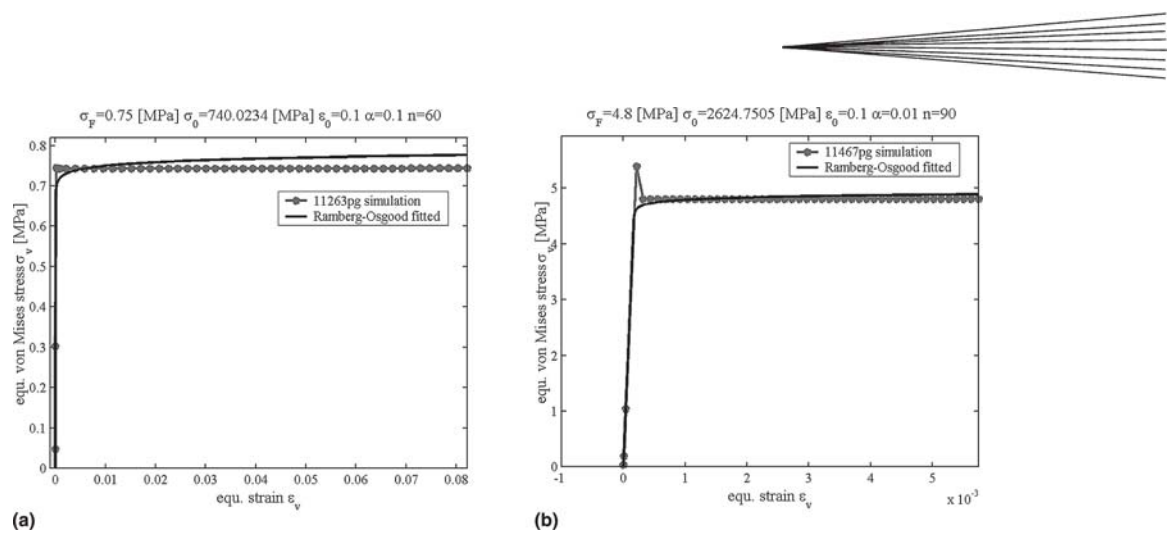 σF=0.75 [MPa] σ0=740.0234 [MPa] ε0=0.1 α=0.1 n=60
0.8
0.7
0.6
0.5
0.4
0.3
0.2
0.1
0
equ. von Mises stress σv [MPa]
11263pg simulation
Ramberg-Osgood fitted
0 0.01 0.02 0.03 0.04 0.05 0.06 0.07 0.08
equ. strain εv
(a)
σF=4.8 [MPa] σ0=2624.7505 [MPa] ε0=0.1 α=0.01 n=90
5
4
3
2
1
0
equ. von Mises stress σv [MPa]
11467pg simulation
Ramberg-Osgood fitted
-1 0 1 2 3 4 5
x 10-3
equ. strain εv
(b)